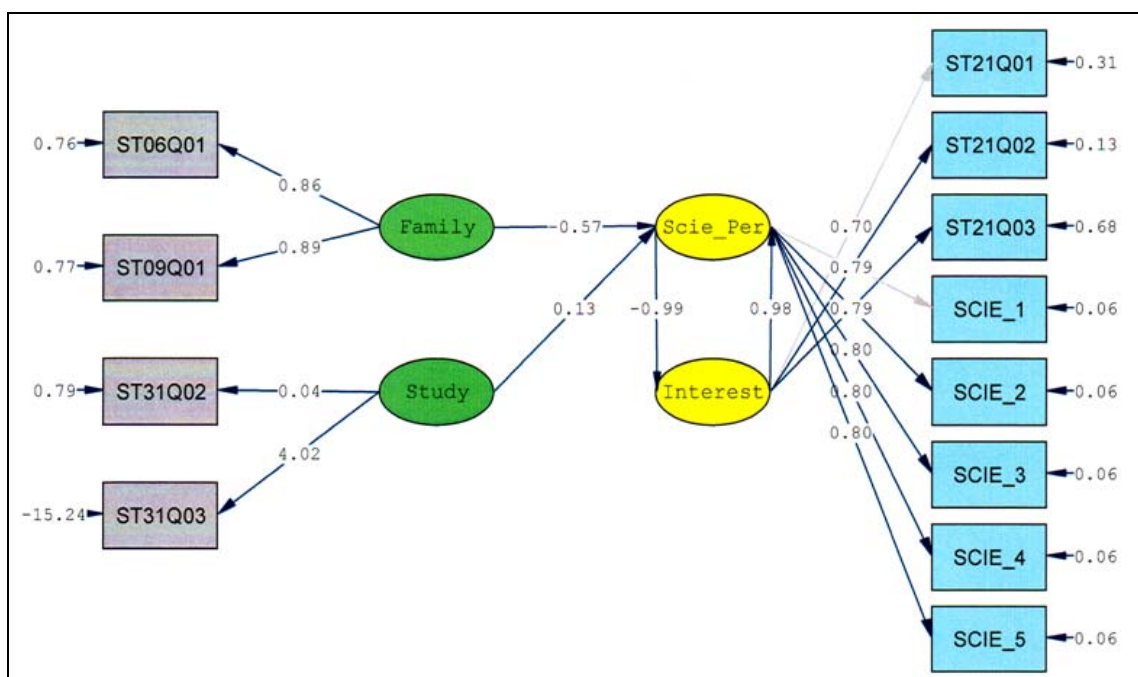 ST21Q01
0.31
ST06Q01
0.76
ST21Q02
0.13
0.86
Family
-0.57
Scie_Per
0.70
ST21Q03
0.68
0.89
ST09Q01
0.77
0.79
0.13
-0.99
0.98
0.79
SCIE_1
0.06
0.80
ST31Q02
0.79
0.04
Study
Interest
0.80
SCIE_2
0.06
0.80
4.02
SCIE_3
0.06
ST31Q03
-15.24
SCIE_4
0.06
SCIE_5
0.06